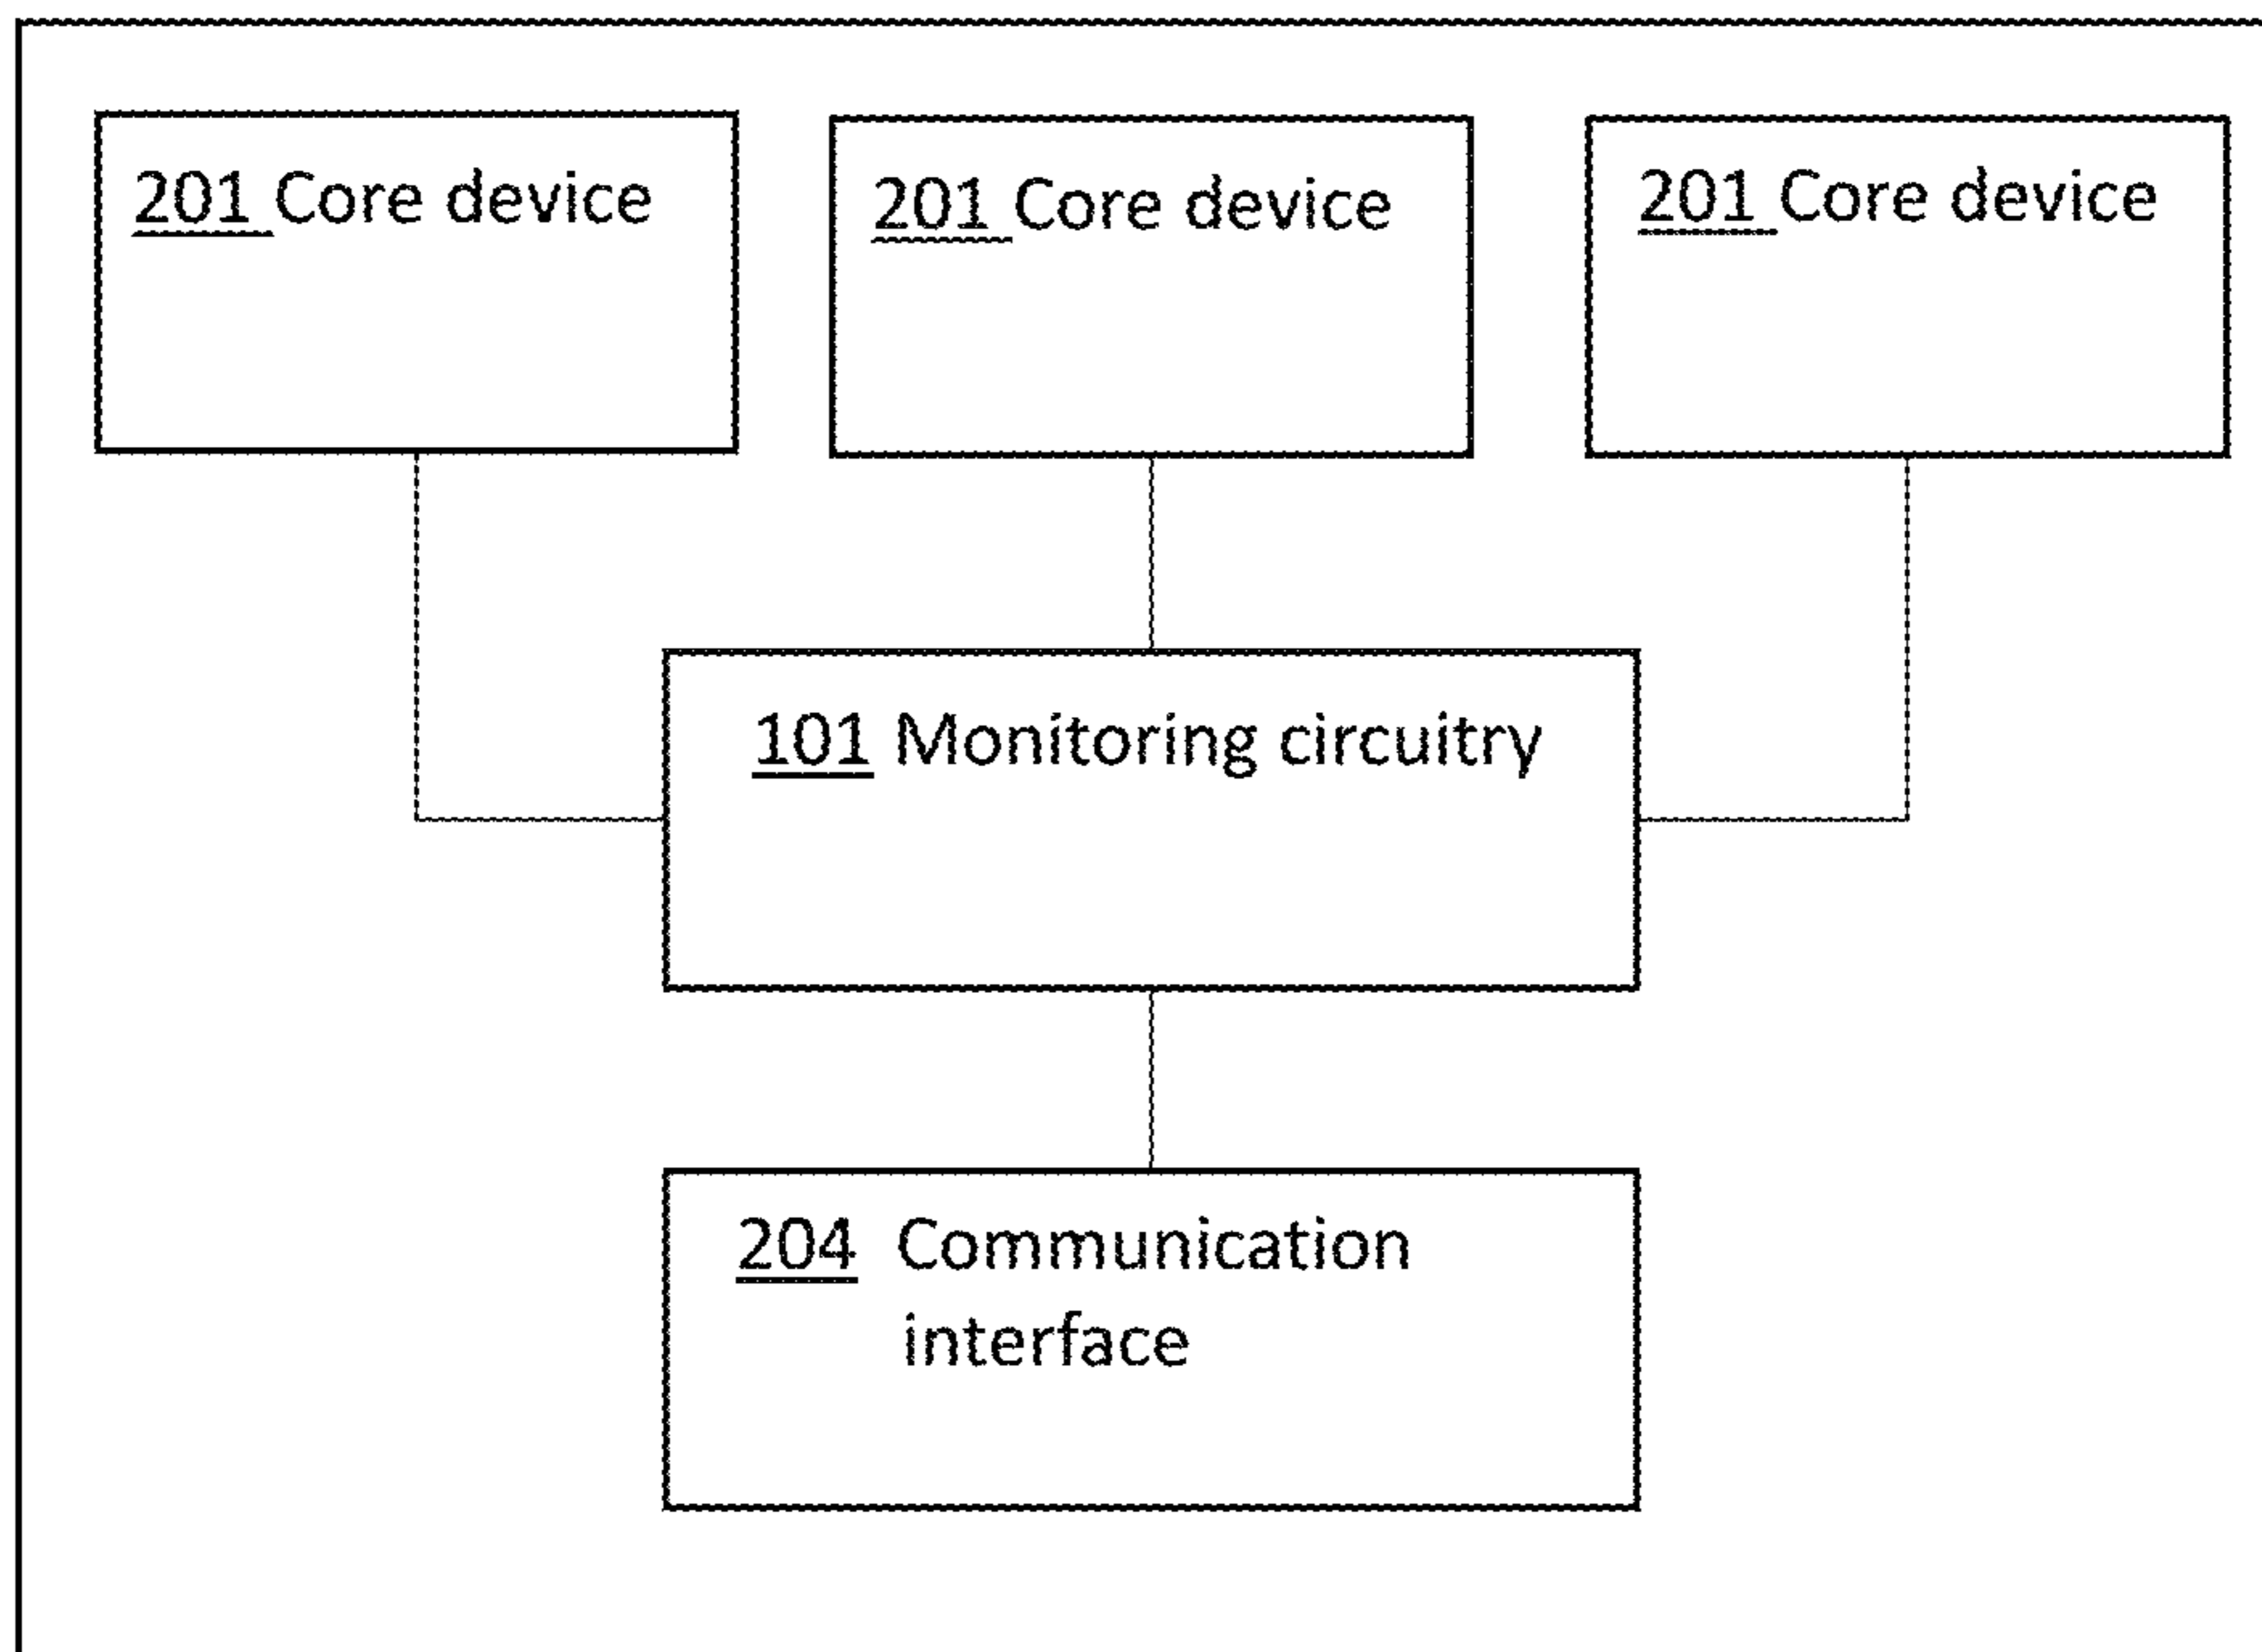 201 Core device
201 Core device
201 Core device
101 Monitoring circuitry
204 Communication
interface